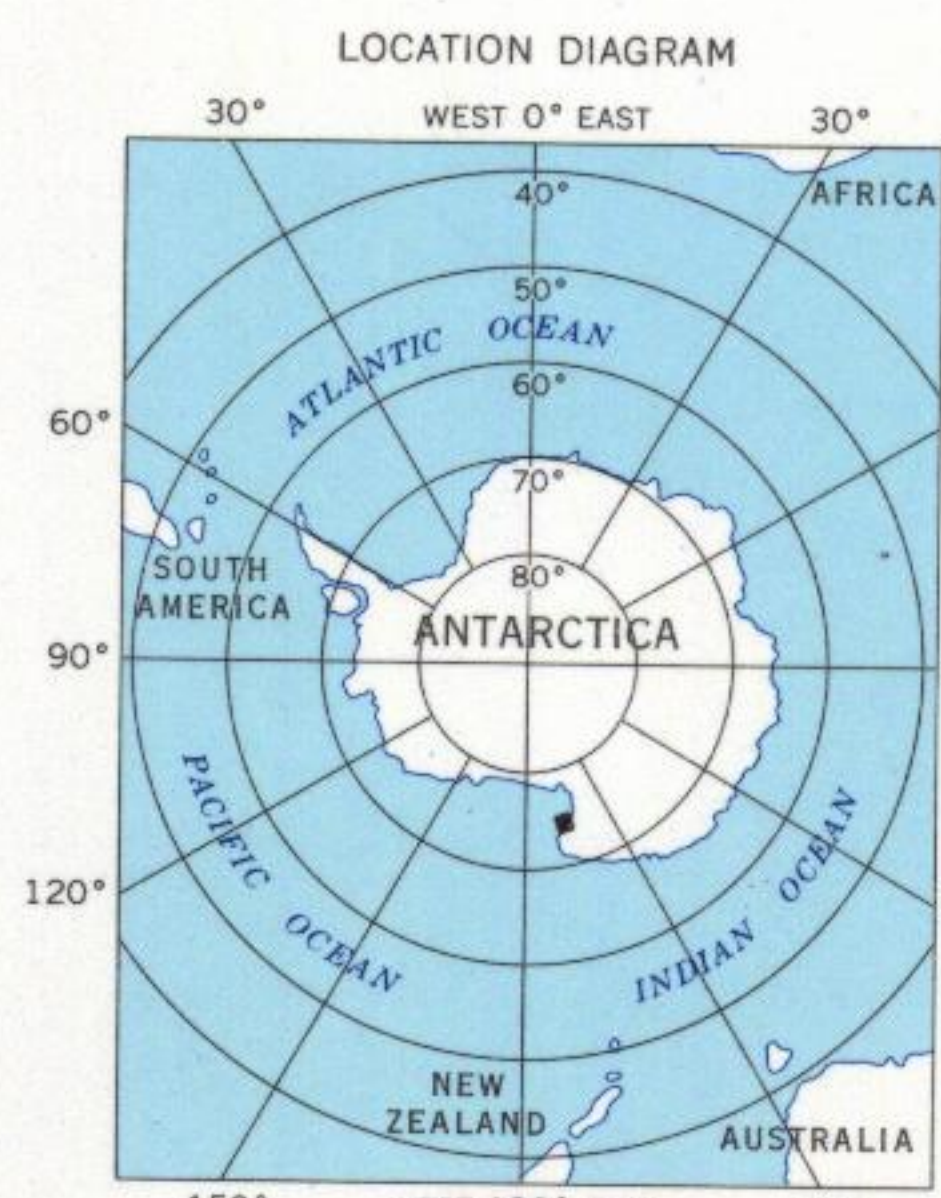 LOCATION DIAGRAM
30° WEST 0° EAST 30°
AFRICA
40°
50°
ATLANTIC OCEAN
60°
60°
70°
SOUTH
AMERICA
80°
ANTARCTICA
90°
PACIFIC OCEAN
INDIAN OCEAN
120°
NEW
ZEALAND
AUSTRALIA